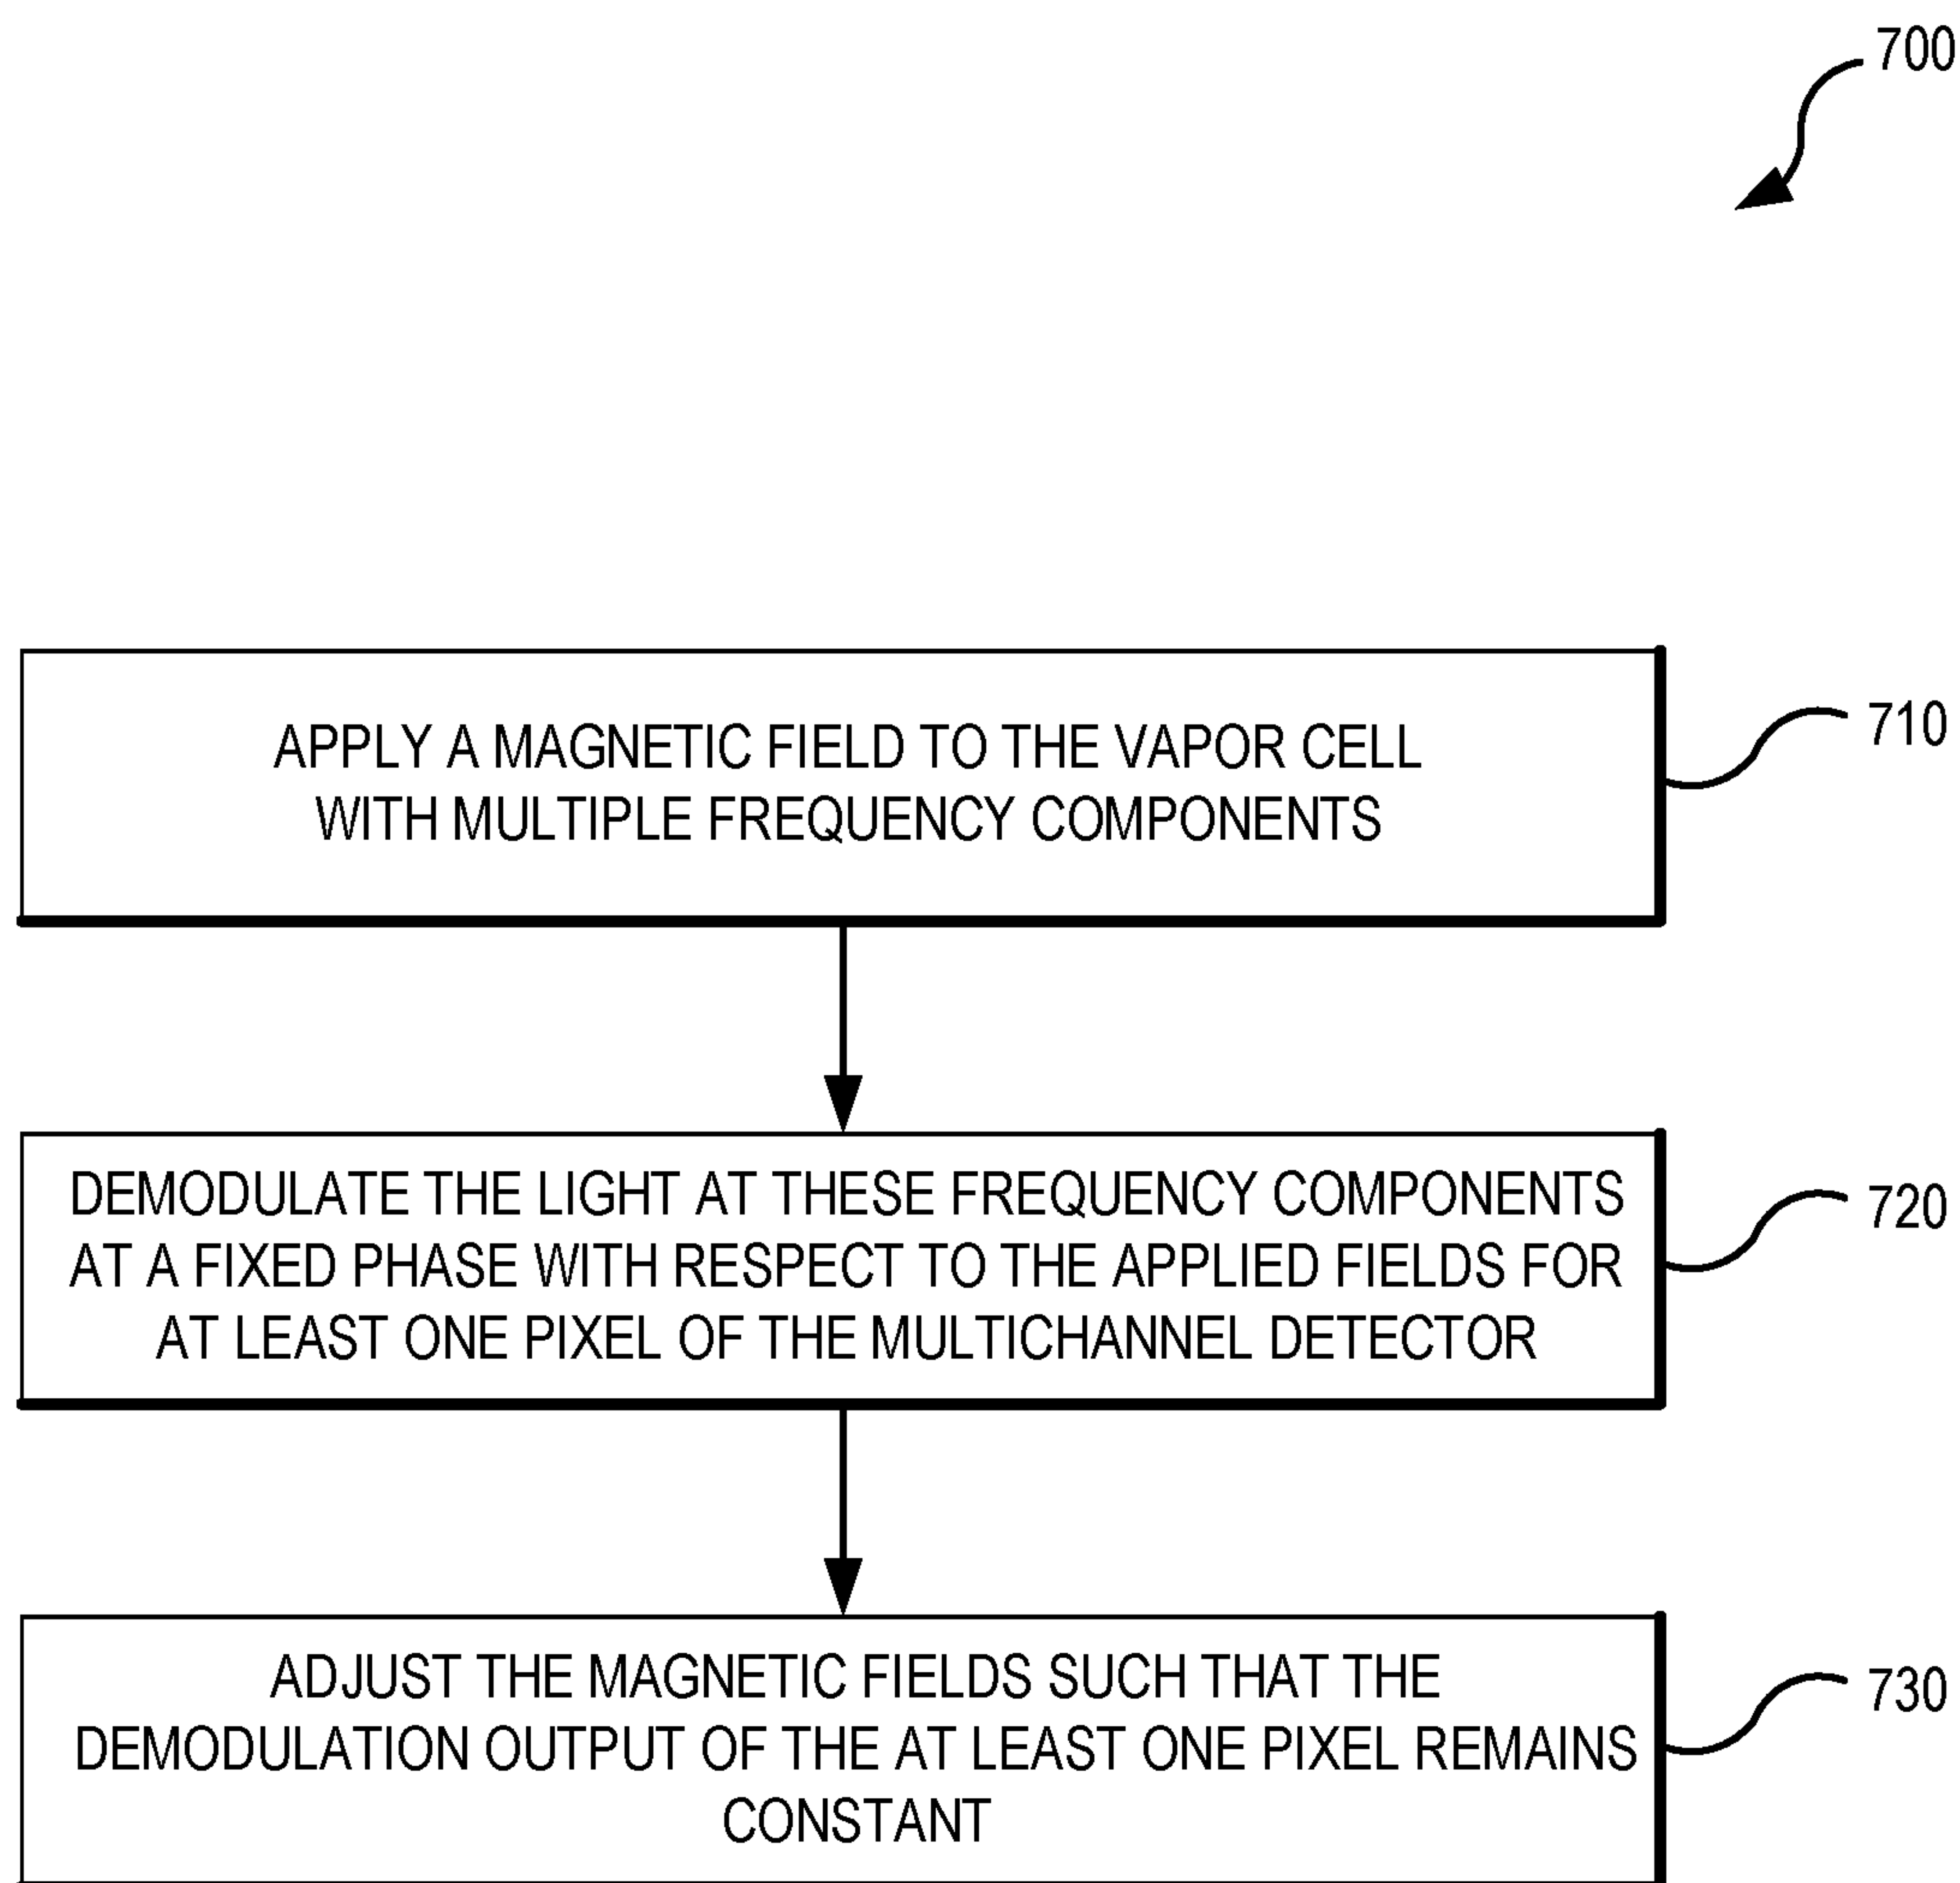 700
APPLY A MAGNETIC FIELD TO THE VAPOR CELL
WITH MULTIPLE FREQUENCY COMPONENTS
710
DEMODULATE THE LIGHT AT THESE FREQUENCY COMPONENTS
AT A FIXED PHASE WITH RESPECT TO THE APPLIED FIELDS FOR
AT LEAST ONE PIXEL OF THE MULTICHANNEL DETECTOR
720
ADJUST THE MAGNETIC FIELDS SUCH THAT THE
DEMODULATION OUTPUT OF THE AT LEAST ONE PIXEL REMAINS
CONSTANT
730